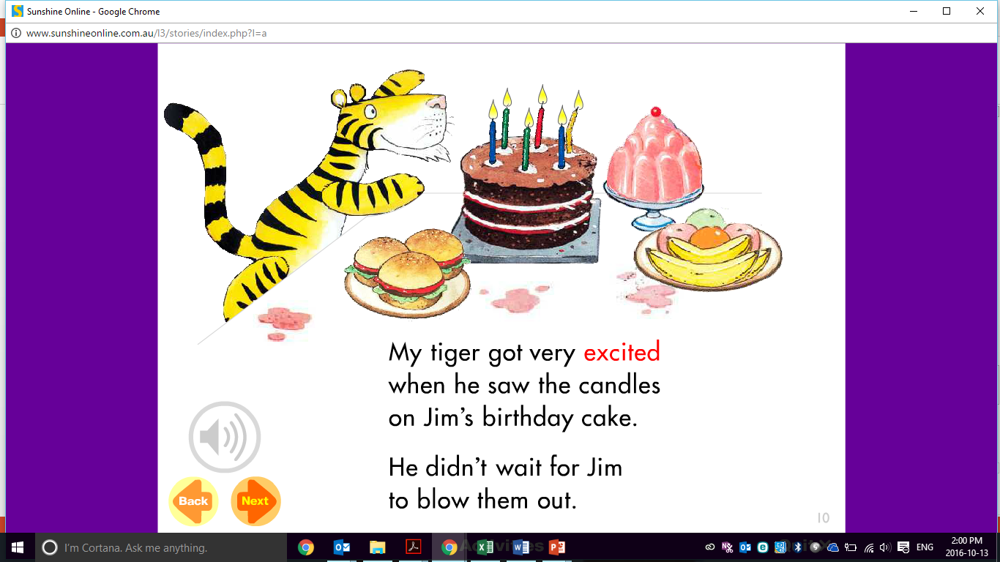 Sunshine Online - Google Chrome
www.sunshineonline.com.au/l3/stories/index.php?l=a
My tiger got very excited
when he saw the candles
on Jim's birthday cake.
He didn't wait for Jim
to blow them out.
Back
Next
10
I'm Cortana. Ask me anything.
ENG
2:00 PM
2016-10-13